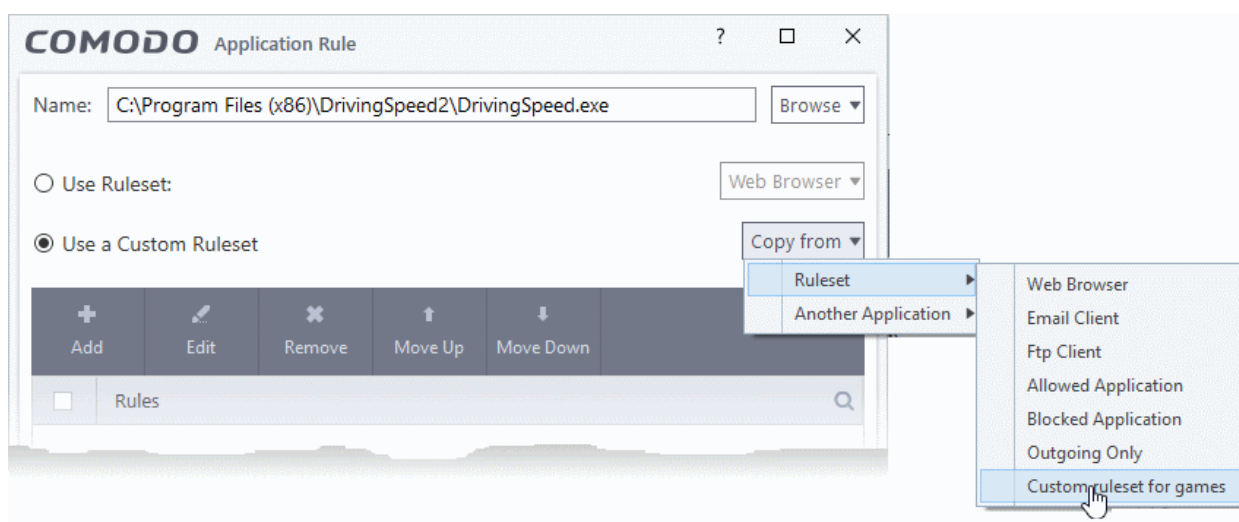 COMODO Application Rule ?
Name: C:\Program Files (x86)\DrivingSpeed2\DrivingSpeed.exe Browse
Use Ruleset: Web Browser
Use a Custom Ruleset Copy from
Ruleset
Another Application
Web Browser
Email Client
Ftp Client
Allowed Application
Blocked Application
Outgoing Only
Custom ruleset for games
Add Edit Remove Move Up Move Down
Rules